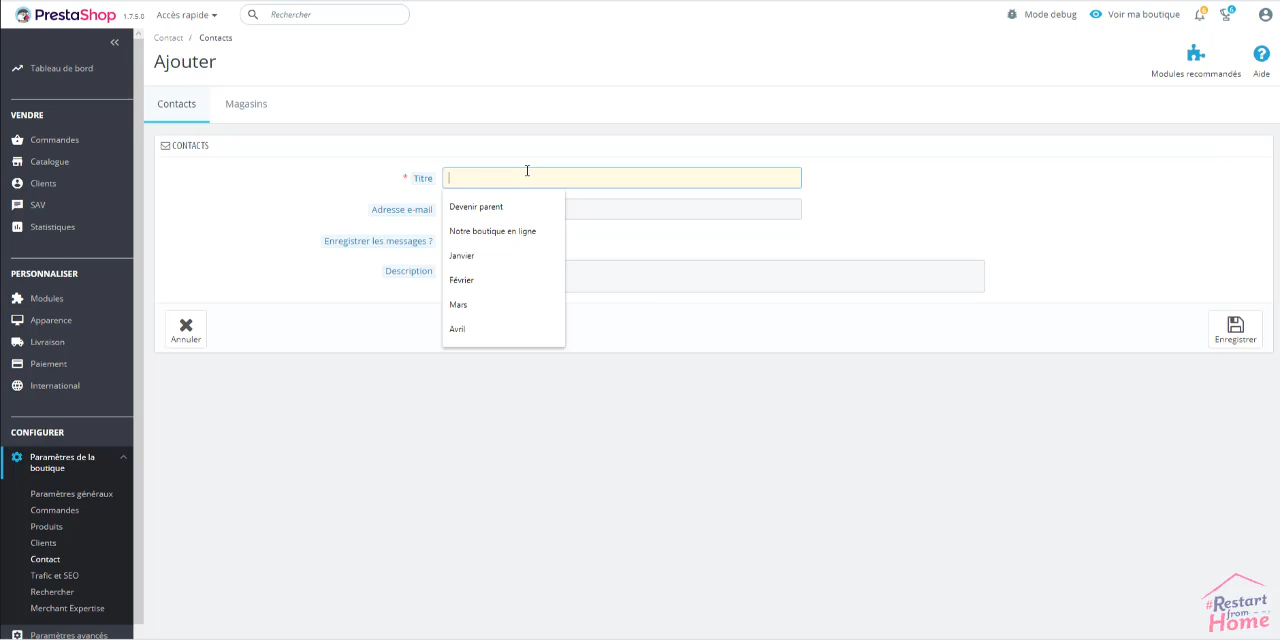 PrestaShop 1.7.5.0 Accès rapide Rechercher Mode debug Voir ma boutique 6 6
Contact / Contacts
Ajouter
Modules recommandés Aide
Contacts Magasins
Tableau de bord
VENDRE
Commandes
Catalogue
Clients
SAV
Statistiques
PERSONNALISER
Modules
Apparence
Livraison
Paiement
International
CONFIGURER
Paramètres de la
boutique
Paramètres généraux
Commandes
Produits
Clients
Contact
Trafic et SEO
Rechercher
Merchant Expertise
Paramètres avancés
CONTACTS
* Titre
Adresse e-mail
Enregistrer les messages ?
Description
Devenir parent
Notre boutique en ligne
Janvier
Février
Mars
Avril
Annuler
Enregistrer
#Restart
from
Home